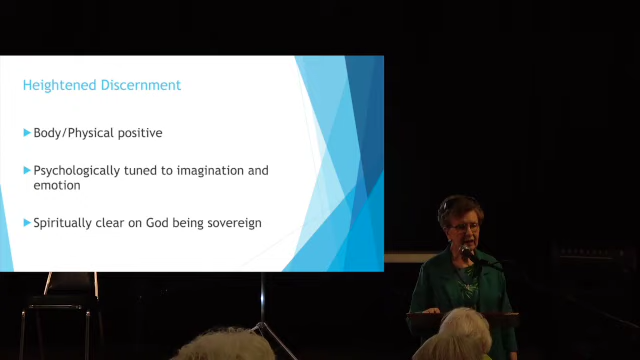 Heightened Discernment
Body/Physical positive
Psychologically tuned to imagination and
emotion
Spiritually clear on God being sovereign